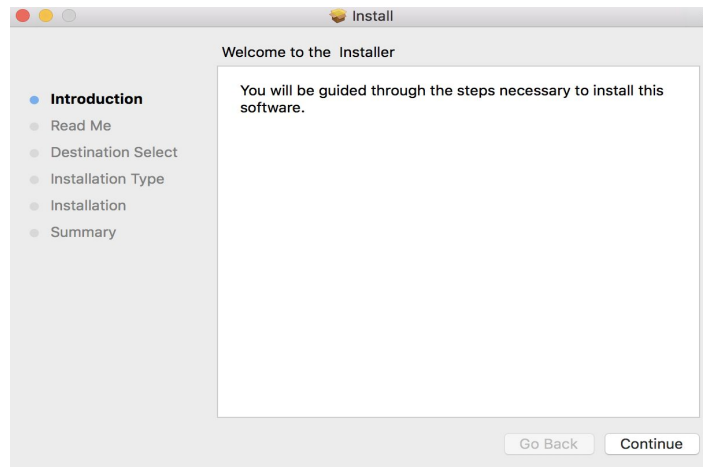 Install
Welcome to the Installer
Introduction
Read Me
Destination Select
Installation Type
Installation
Summary
You will be guided through the steps necessary to install this
software.
Go Back
Continue